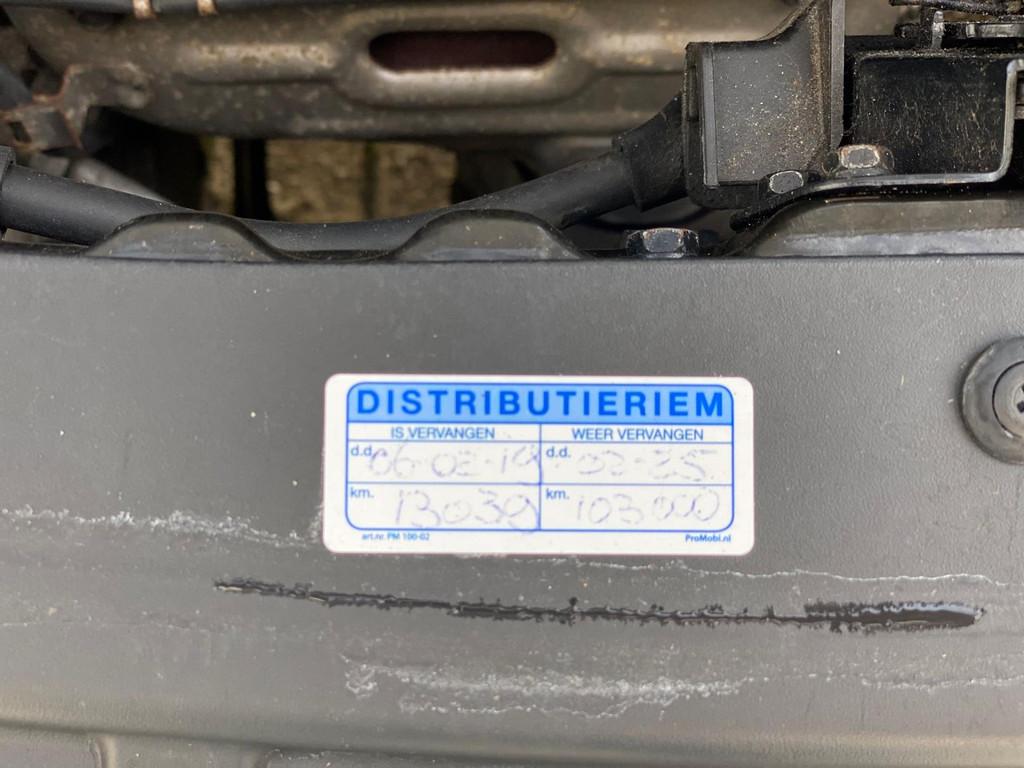 DISTRIBUTIERIEM
IS VERVANGEN WEER VERVANGEN
d.d. 06-02-19 d.d. -02-25
km. 13039 km. 103000
art.nr. PM 100-02 ProMobi.nl